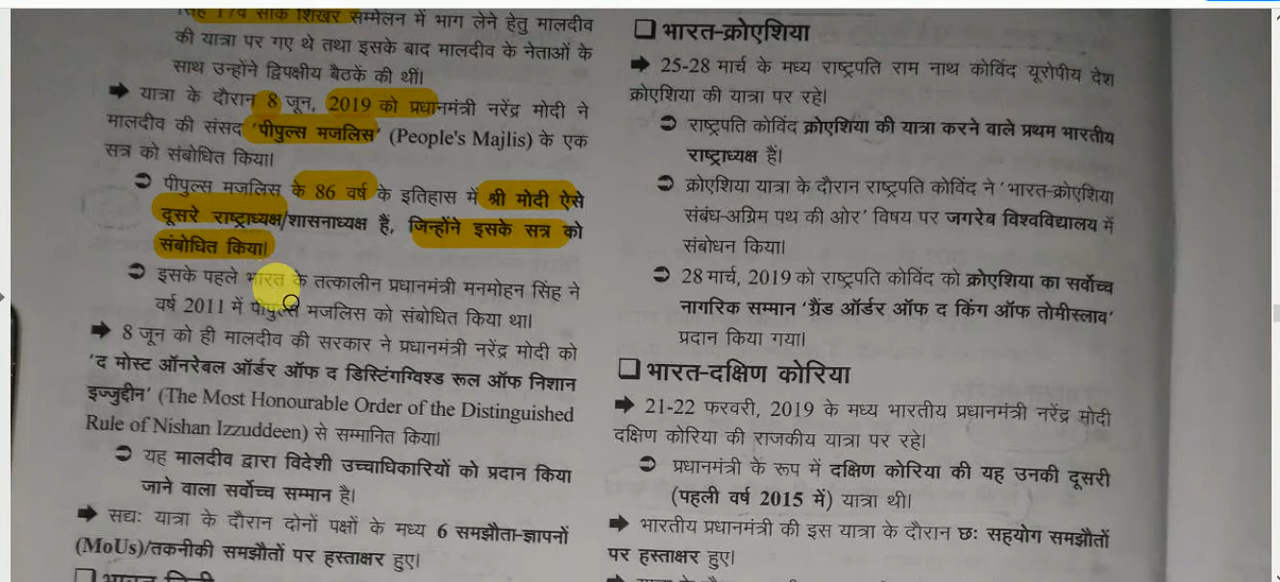 सिंह 17वें सार्क शिखर सम्मेलन में भाग लेने हेतु मालदीव
की यात्रा पर गए थे तथा इसके बाद मालदीव के नेताओं के
साथ उन्होंने द्विपक्षीय बैठकें की थीं।
➡ यात्रा के दौरान 8 जून, 2019 को प्रधानमंत्री नरेंद्र मोदी ने
मालदीव की संसद 'पीपुल्स मजलिस' (People's Majlis) के एक
सत्र को संबोधित किया।
⊃ पीपुल्स मजलिस के 86 वर्ष के इतिहास में श्री मोदी ऐसे
दूसरे राष्ट्राध्यक्ष/शासनाध्यक्ष हैं, जिन्होंने इसके सत्र को
संबोधित किया।
⊃ इसके पहले भारत के तत्कालीन प्रधानमंत्री मनमोहन सिंह ने
वर्ष 2011 में पीपुल्स मजलिस को संबोधित किया था।
➡ 8 जून को ही मालदीव की सरकार ने प्रधानमंत्री नरेंद्र मोदी को
'द मोस्ट ऑनरेबल ऑर्डर ऑफ द डिस्टिंग्विश्ड रूल ऑफ निशान
इज्जुद्दीन' (The Most Honourable Order of the Distinguished
Rule of Nishan Izzuddeen) से सम्मानित किया।
⊃ यह मालदीव द्वारा विदेशी उच्चाधिकारियों को प्रदान किया
जाने वाला सर्वोच्च सम्मान है।
➡ सद्यः यात्रा के दौरान दोनों पक्षों के मध्य 6 समझौता-ज्ञापनों
(MoUs)/तकनीकी समझौतों पर हस्ताक्षर हुए।
❑ भारत-क्रोएशिया
➡ 25-28 मार्च के मध्य राष्ट्रपति राम नाथ कोविंद यूरोपीय देश
क्रोएशिया की यात्रा पर रहे।
⊃ राष्ट्रपति कोविंद क्रोएशिया की यात्रा करने वाले प्रथम भारतीय
राष्ट्राध्यक्ष हैं।
⊃ क्रोएशिया यात्रा के दौरान राष्ट्रपति कोविंद ने 'भारत-क्रोएशिया
संबंध-अग्रिम पथ की ओर' विषय पर जगरेब विश्वविद्यालय में
संबोधन किया।
⊃ 28 मार्च, 2019 को राष्ट्रपति कोविंद को क्रोएशिया का सर्वोच्च
नागरिक सम्मान 'ग्रैंड ऑर्डर ऑफ द किंग ऑफ तोमीस्लाव'
प्रदान किया गया।
❑ भारत-दक्षिण कोरिया
➡ 21-22 फरवरी, 2019 के मध्य भारतीय प्रधानमंत्री नरेंद्र मोदी
दक्षिण कोरिया की राजकीय यात्रा पर रहे।
⊃ प्रधानमंत्री के रूप में दक्षिण कोरिया की यह उनकी दूसरी
(पहली वर्ष 2015 में) यात्रा थी।
➡ भारतीय प्रधानमंत्री की इस यात्रा के दौरान छः सहयोग समझौतों
पर हस्ताक्षर हुए।